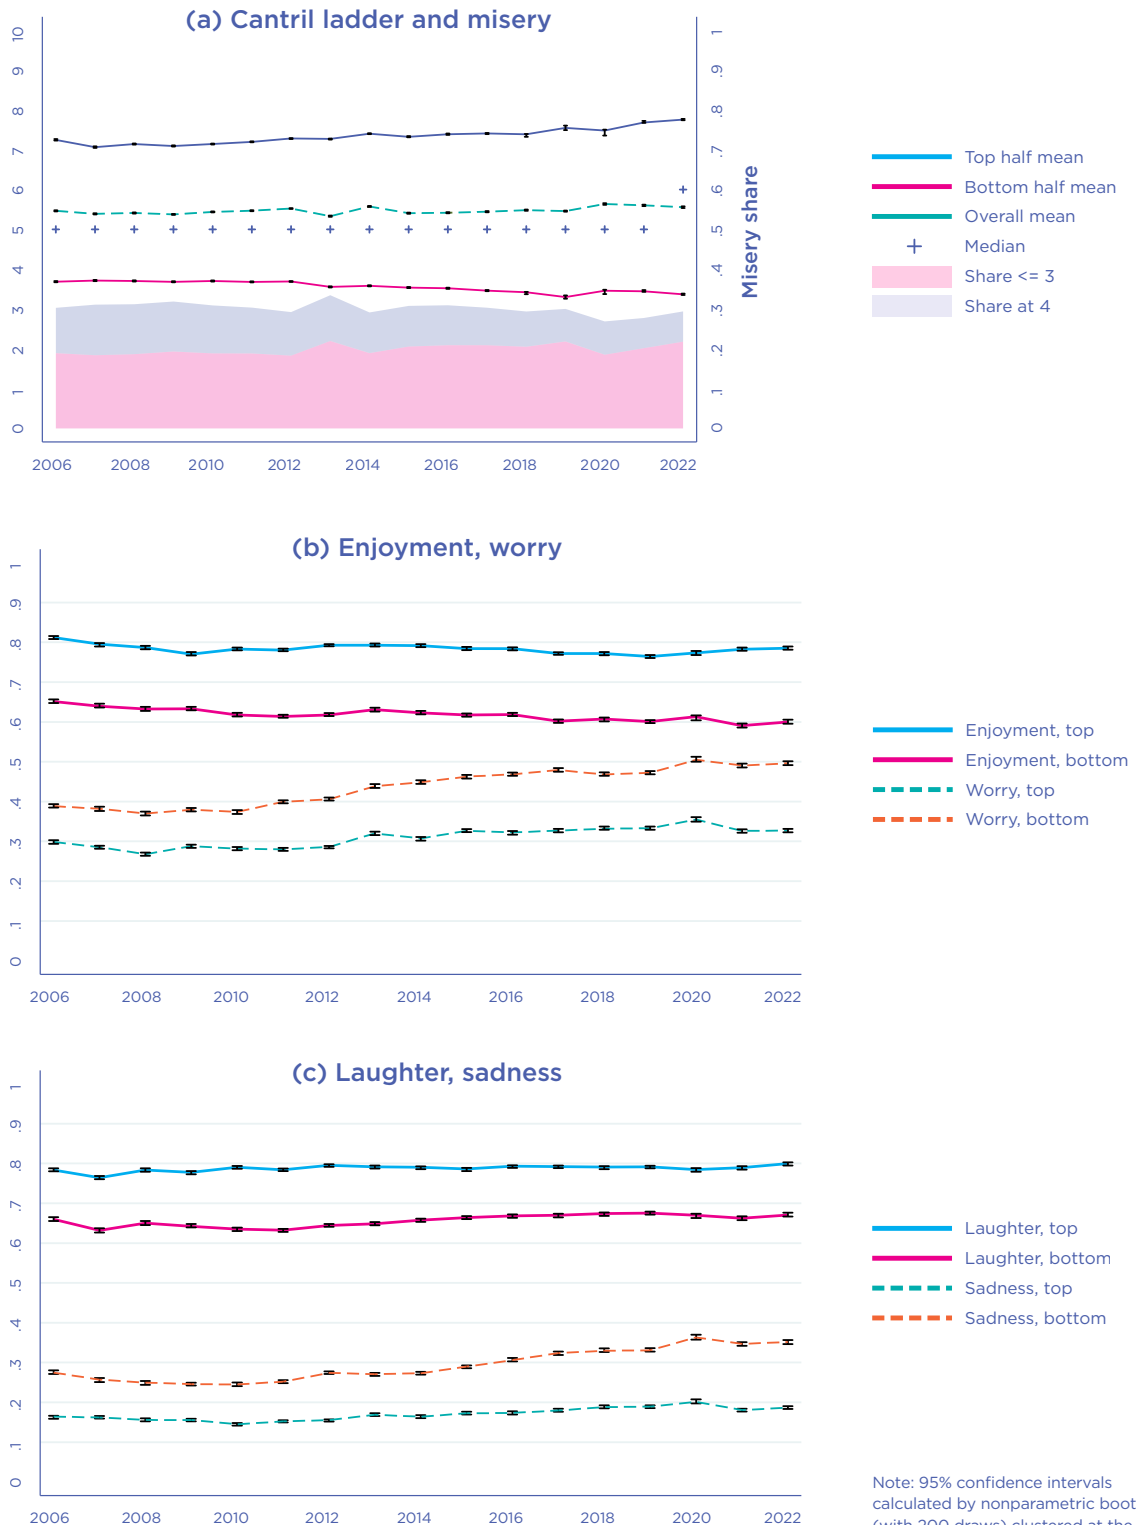 (a) Cantril ladder and misery
10
9
8
7
6
5
4
3
2
1
0
1
.9
.8
.7
.6
.5
.4
.3
.2
.1
0
Misery share
2006 2008 2010 2012 2014 2016 2018 2020 2022
Top half mean
Bottom half mean
Overall mean
Median
Share <= 3
Share at 4
(b) Enjoyment, worry
1
.9
.8
.7
.6
.5
.4
.3
.2
.1
0
2006 2008 2010 2012 2014 2016 2018 2020 2022
Enjoyment, top
Enjoyment, bottom
Worry, top
Worry, bottom
(c) Laughter, sadness
1
.9
.8
.7
.6
.5
.4
.3
.2
.1
0
2006 2008 2010 2012 2014 2016 2018 2020 2022
Laughter, top
Laughter, bottom
Sadness, top
Sadness, bottom
Note: 95% confidence intervals
calculated by nonparametric boot
(with 200 draws) clustered at the